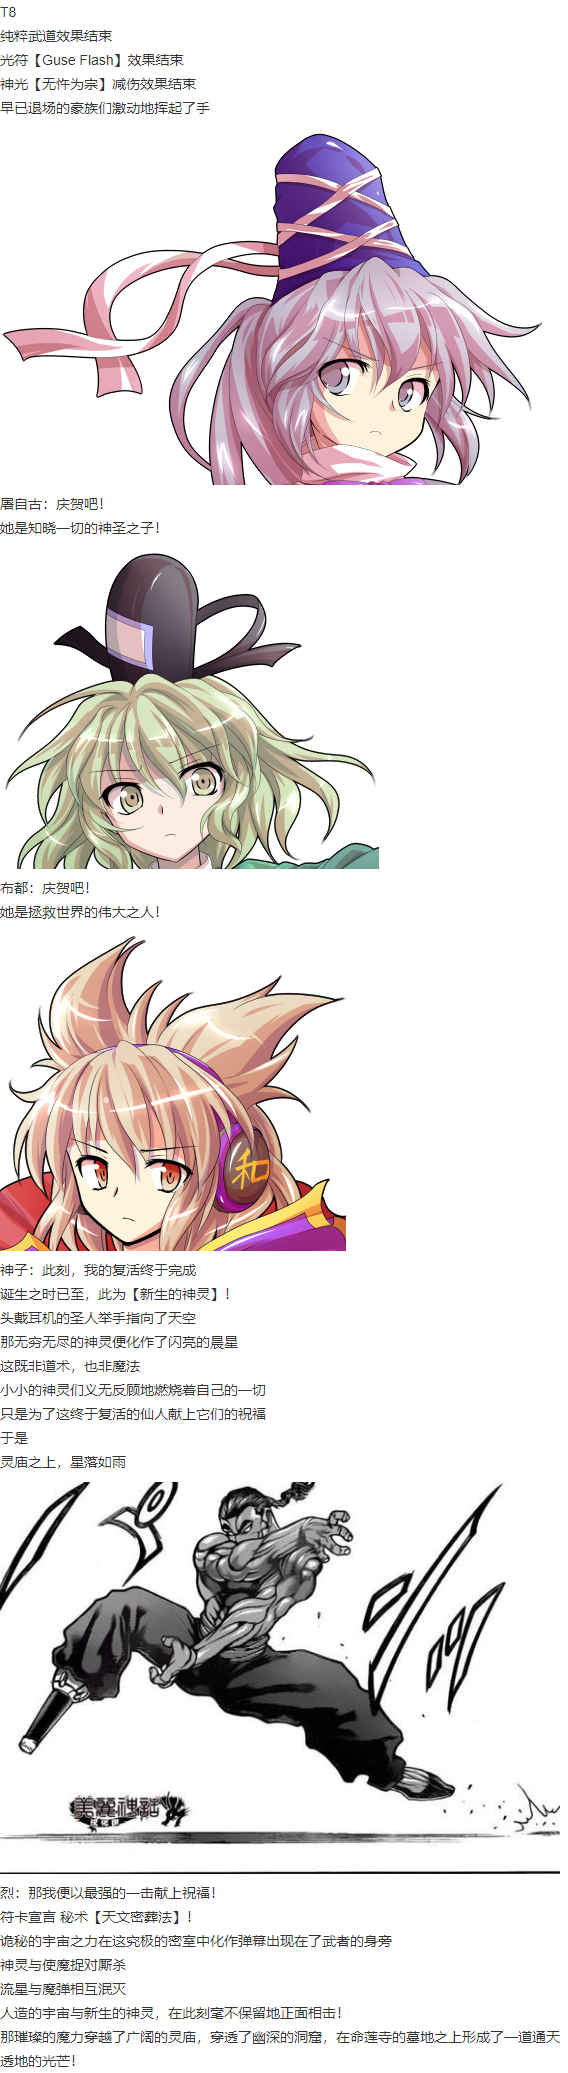 T8
纯粹武道效果结束
光符【Guse Flash】效果结束
神光【无忤为宗】减伤效果结束
早已退场的豪族们激动地挥起了手
屠自古：庆贺吧！
她是知晓一切的神圣之子！
布都：庆贺吧！
她是拯救世界的伟大之人！
和
神子：此刻，我的复活终于完成
诞生之时已至，此为【新生的神灵】！
头戴耳机的圣人举手指向了天空
那无穷无尽的神灵便化作了闪亮的晨星
这既非道术，也非魔法
小小的神灵们义无反顾地燃烧着自己的一切
只是为了这终于复活的仙人献上它们的祝福
于是
灵庙之上，星落如雨
烈：那我便以最强的一击献上祝福！
符卡宣言 秘术【天文密葬法】！
诡秘的宇宙之力在这究极的密室中化作弹幕出现在了武者的身旁
神灵与使魔捉对厮杀
流星与魔弹相互泯灭
人造的宇宙与新生的神灵，在此刻毫不保留地正面相击！
那璀璨的魔力穿越了广阔的灵庙，穿透了幽深的洞窟，在命莲寺的墓地之上形成了一道通天
透地的光芒！